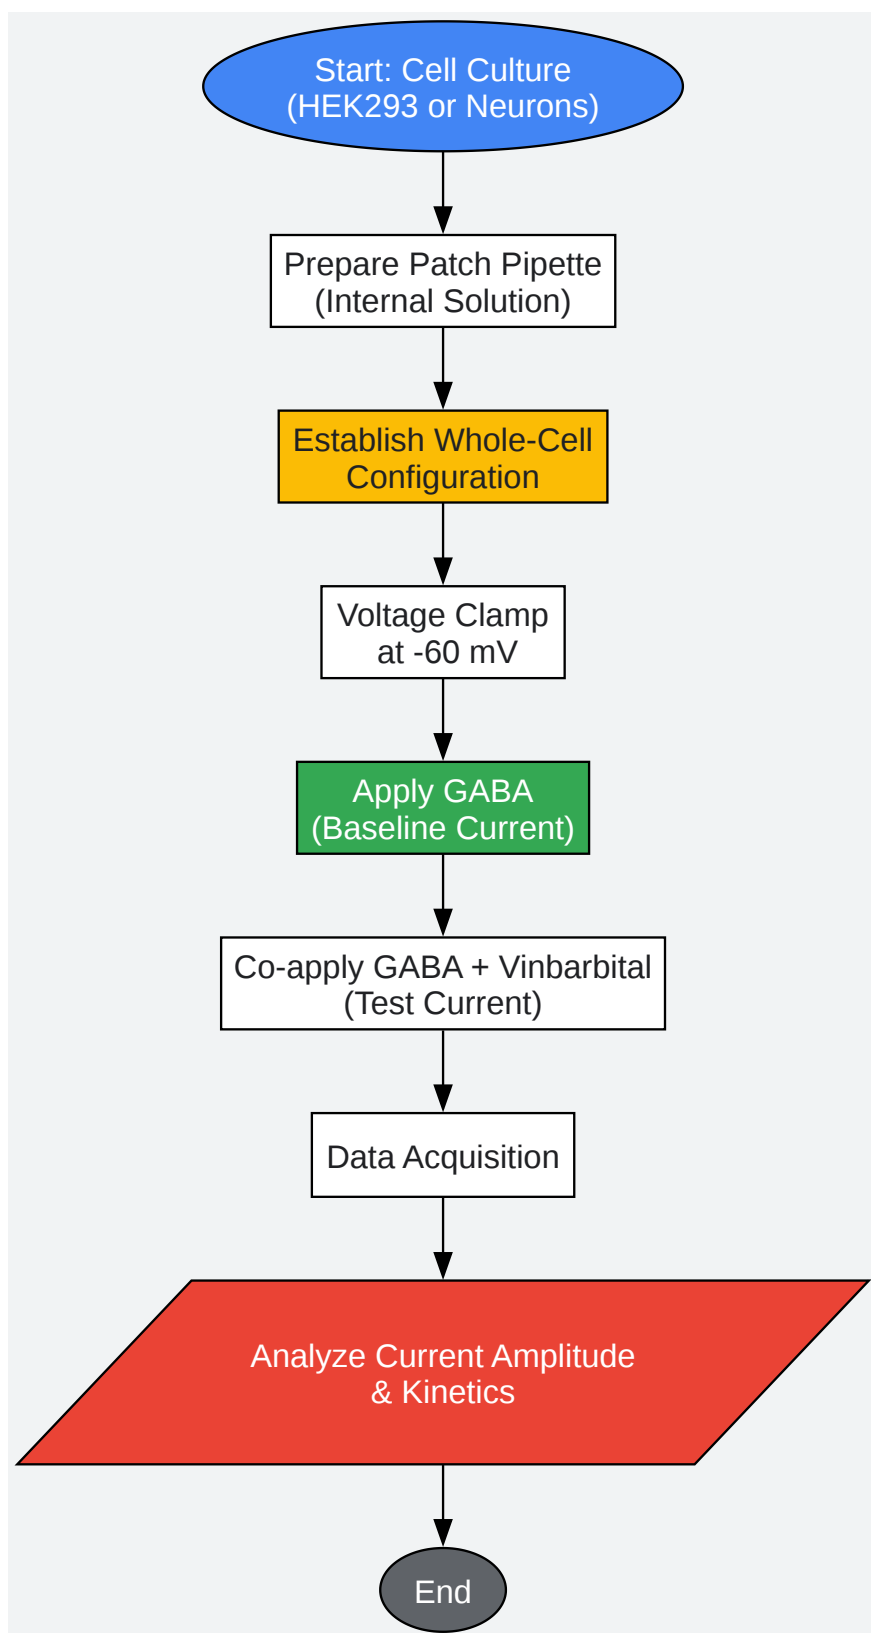 Start: Cell Culture
(HEK293 or Neurons)
Prepare Patch Pipette
(Internal Solution)
Establish Whole-Cell
Configuration
Voltage Clamp
at -60 mV
Apply GABA
(Baseline Current)
Co-apply GABA + Vinbarbital
(Test Current)
Data Acquisition
Analyze Current Amplitude
& Kinetics
End